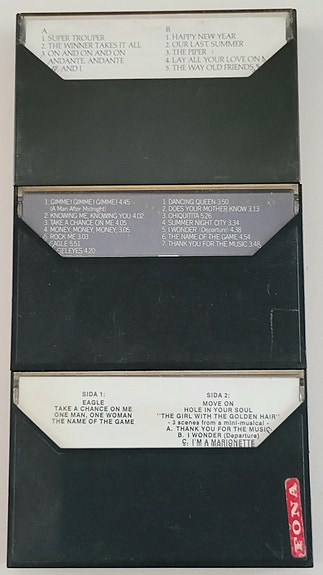 A.
1. SUPER TROUPER
2. THE WINNER TAKES IT ALL
3. ON AND ON AND ON
ANDANTE, ANDANTE
ME AND I
B.
1. HAPPY NEW YEAR
2. OUR LAST SUMMER
3. THE PIPER
4. LAY ALL YOUR LOVE ON M
5. THE WAY OLD FRIENDS
1. GIMME! GIMME! GIMME! 4.45
(A Man After Midnight)
2. KNOWING ME, KNOWING YOU 4.02
3. TAKE A CHANCE ON ME 4.05
4. MONEY, MONEY, MONEY, 3.05
5. ROCK ME 3.03
EAGLE 5.51
GELEYES 4.20
1. DANCING QUEEN 3.50
2. DOES YOUR MOTHER KNOW 3.13
3. CHIQUITITA 5.26
4. SUMMER NIGHT CITY 3.34
5. I WONDER (Departure) 4.38
6. THE NAME OF THE GAME 4.54
7. THANK YOU FOR THE MUSIC 3.48
SIDA 1:
EAGLE
TAKE A CHANCE ON ME
ONE MAN, ONE WOMAN
THE NAME OF THE GAME
SIDA 2:
MOVE ON
HOLE IN YOUR SOUL
"THE GIRL WITH THE GOLDEN HAIR"
- 3 scenes from a mini-musical -
A. THANK YOU FOR THE MUSIC
B. I WONDER (Departure)
C. I'M A MARIONETTE
FONA